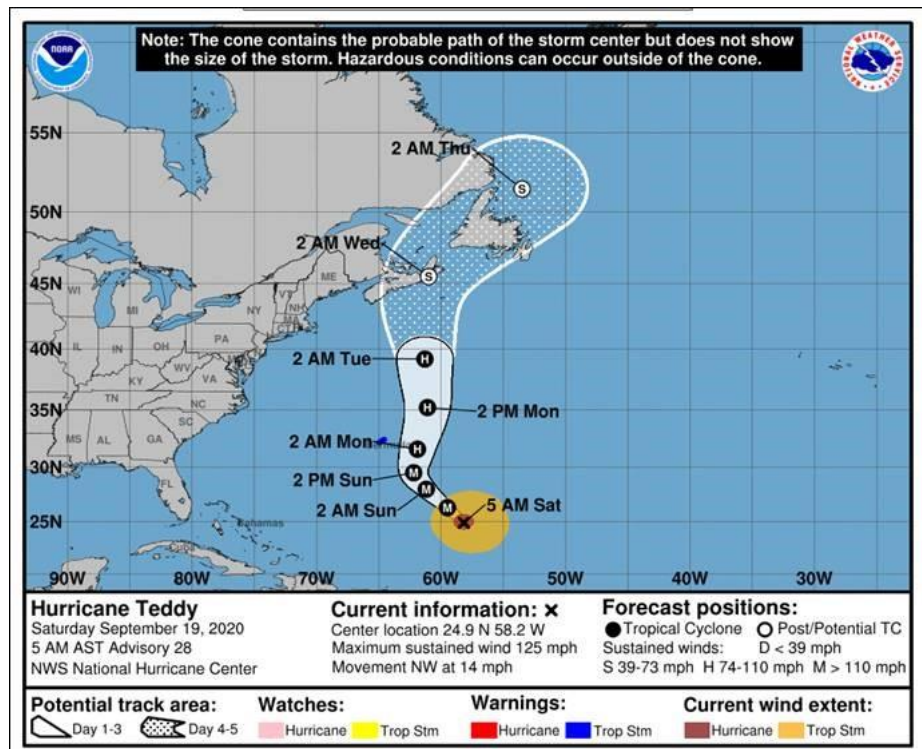 Note: The cone contains the probable path of the storm center but does not show
the size of the storm. Hazardous conditions can occur outside of the cone.
NOAA
NATIONAL WEATHER SERVICE
55N
2 AM Thu
S
50N
2 AM Wed
S
45N
ME
WI
MI
NY
VT
NH
MA
CT
40N
IL
IN
OH
PA
WV
VA
KY
2 AM Tue
H
35N
TN
NC
SC
H
2 PM Mon
MS
AL
GA
2 AM Mon
H
30N
FL
2 PM Sun
M
2 AM Sun
M
M
5 AM Sat
25N
Bahamas
Cuba
90W
80W
70W
60W
50W
40W
30W
Hurricane Teddy
Saturday September 19, 2020
5 AM AST Advisory 28
NWS National Hurricane Center
Current information: ×
Center location 24.9 N 58.2 W
Maximum sustained wind 125 mph
Movement NW at 14 mph
Forecast positions:
Tropical Cyclone Post/Potential TC
Sustained winds: D < 39 mph
S 39-73 mph H 74-110 mph M > 110 mph
Potential track area:
Day 1-3 Day 4-5
Watches:
Hurricane Trop Stm
Warnings:
Hurricane Trop Stm
Current wind extent:
Hurricane Trop Stm